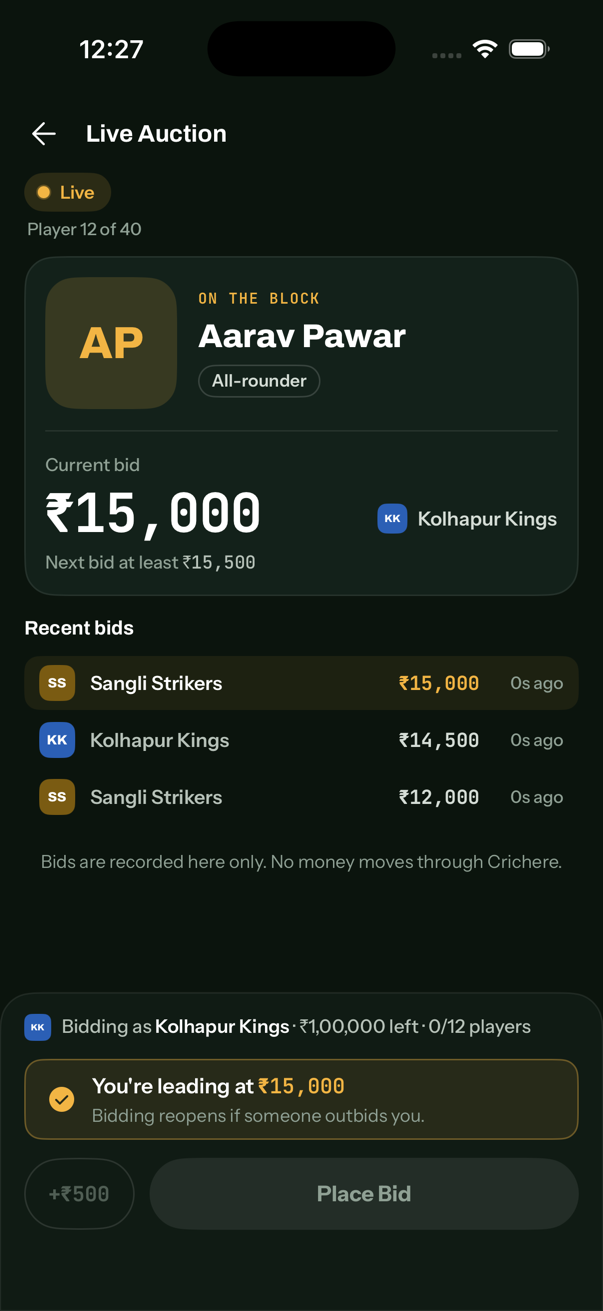 12:27
Live Auction
Live
Player 12 of 40
AP
ON THE BLOCK
Aarav Pawar
All-rounder
Current bid
₹15,000
KK Kolhapur Kings
Next bid at least ₹15,500
Recent bids
SS Sangli Strikers ₹15,000 0s ago
KK Kolhapur Kings ₹14,500 0s ago
SS Sangli Strikers ₹12,000 0s ago
Bids are recorded here only. No money moves through Crichere.
KK Bidding as Kolhapur Kings · ₹1,00,000 left · 0/12 players
You're leading at ₹15,000
Bidding reopens if someone outbids you.
+₹500 Place Bid